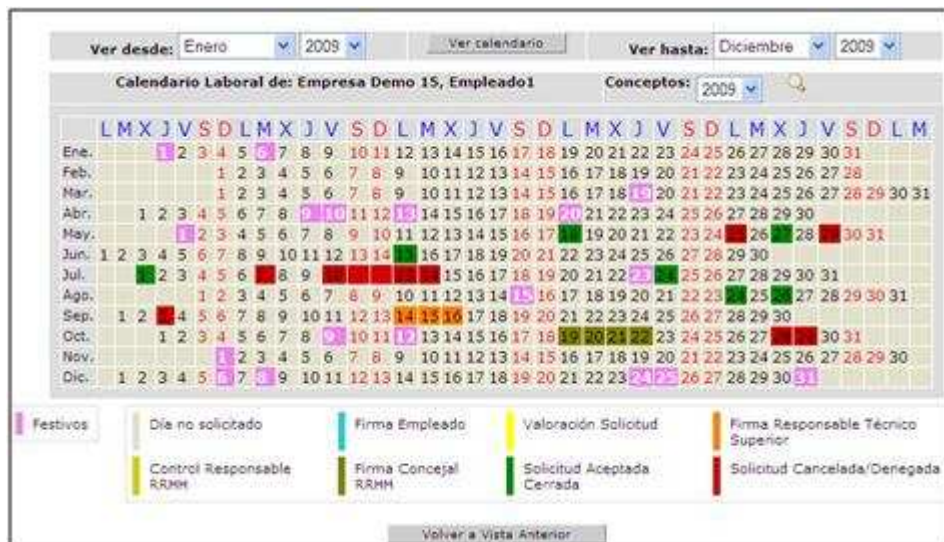 Ver desde: Enero 2009 Ver calendario Ver hasta: Diciembre 2009
Calendario Laboral de: Empresa Demo 15, Empleado1 Conceptos: 2009
L M X J V S D L M X J V S D L M X J V S D L M X J V S D L M X J V S D L M
Ene. 1 2 3 4 5 6 7 8 9 10 11 12 13 14 15 16 17 18 19 20 21 22 23 24 25 26 27 28 29 30 31
Feb. 1 2 3 4 5 6 7 8 9 10 11 12 13 14 15 16 17 18 19 20 21 22 23 24 25 26 27 28
Mar. 1 2 3 4 5 6 7 8 9 10 11 12 13 14 15 16 17 18 19 20 21 22 23 24 25 26 27 28 29 30 31
Abr. 1 2 3 4 5 6 7 8 9 10 11 12 13 14 15 16 17 18 19 20 21 22 23 24 25 26 27 28 29 30
May. 1 2 3 4 5 6 7 8 9 10 11 12 13 14 15 16 17 19 20 21 22 23 24 26 28 30 31
Jun. 1 2 3 4 5 6 7 8 9 10 11 12 13 14 16 17 18 19 20 21 22 23 24 25 26 27 28 29 30
Jul. 2 3 4 5 6 8 9 15 16 17 18 19 20 21 22 23 25 26 27 28 29 30 31
Ago. 1 2 3 4 5 6 7 8 9 10 11 12 13 14 15 16 17 18 19 20 21 22 23 25 27 28 29 30 31
Sep. 1 2 4 5 6 7 8 9 10 11 12 13 14 15 16 17 18 19 20 21 22 23 24 25 26 27 28 29 30
Oct. 1 2 3 4 5 6 7 8 9 10 11 12 13 14 15 16 17 18 19 20 21 22 23 24 25 26 27 30 31
Nov. 1 2 3 4 5 6 7 8 9 10 11 12 13 14 15 16 17 18 19 20 21 22 23 24 25 26 27 28 29 30
Dic. 1 2 3 4 5 6 7 8 9 10 11 12 13 14 15 16 17 18 19 20 21 22 23 24 25 26 27 28 29 30 31
Festivos Día no solicitado Firma Empleado Valoración Solicitud Firma Responsable Técnico
Superior
Control Responsable Firma Concejal Solicitud Aceptada Solicitud Cancelada/Denegada
RRHH RRHH Cerrada
Volver a Vista Anterior